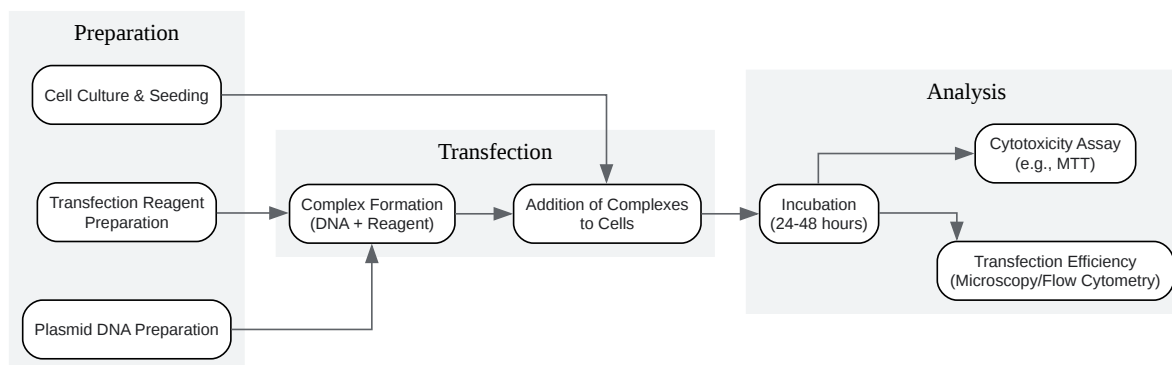 Preparation
Cell Culture & Seeding
Transfection Reagent
Preparation
Plasmid DNA Preparation
Transfection
Complex Formation
(DNA + Reagent)
Addition of Complexes
to Cells
Analysis
Incubation
(24-48 hours)
Cytotoxicity Assay
(e.g., MTT)
Transfection Efficiency
(Microscopy/Flow Cytometry)